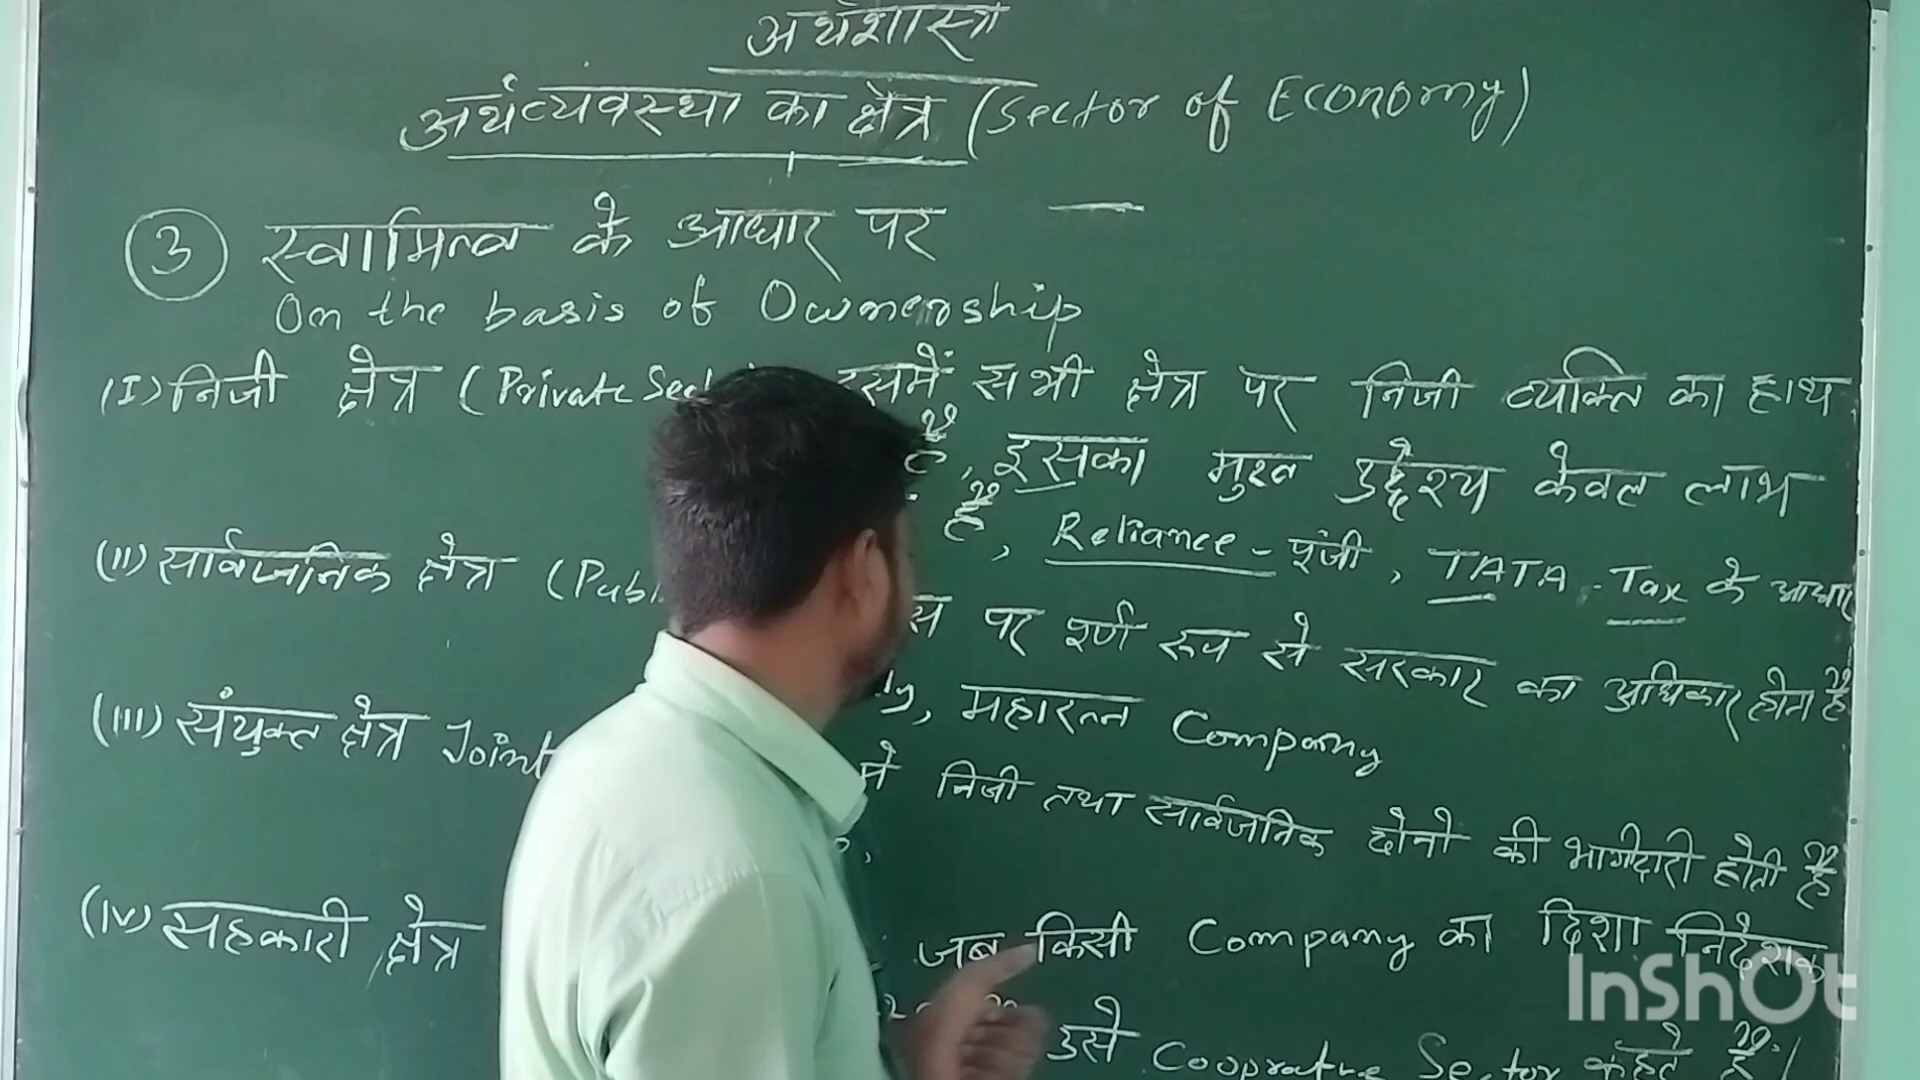 अर्थशास्त्र
अर्थव्यवस्था का क्षेत्र (Sector of Economy)
3 स्वामित्व के आधार पर —
On the basis of Ownership
(I) निजी क्षेत्र (Private Sec इसमें सभी क्षेत्र पर निजी व्यक्ति का हाथ
है, इसका मुख्य उद्देश्य केवल लाभ
है, Reliance - पूंजी, TATA - Tax के आधार
(II) सार्वजनिक क्षेत्र (Publ स पर पूर्ण रूप से सरकार का अधिकार होता है
ly, महारत्न Company
(III) संयुक्त क्षेत्र Joint में निजी तथा सार्वजनिक दोनो की भागीदारी होती है
(IV) सहकारी क्षेत्र जब किसी Company का दिशा निर्देशक
उसे Cooprative Sector कहते है।
InShOt